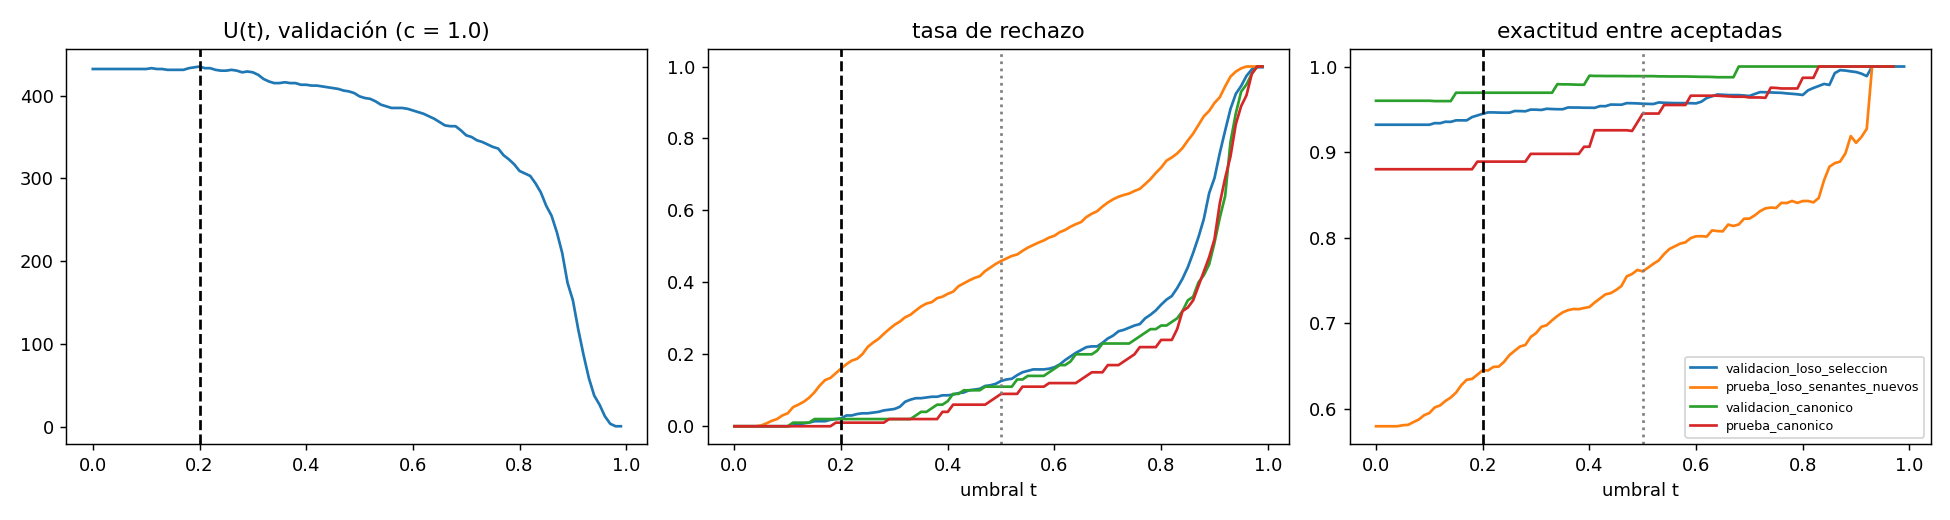 U(t), validación (c = 1.0)
400
300
200
100
0
0.0 0.2 0.4 0.6 0.8 1.0
tasa de rechazo
1.0
0.8
0.6
0.4
0.2
0.0
0.0 0.2 0.4 0.6 0.8 1.0
umbral t
exactitud entre aceptadas
1.0
0.9
0.8
0.7
0.6
validacion_loso_seleccion
prueba_loso_senantes_nuevos
validacion_canonico
prueba_canonico
0.0 0.2 0.4 0.6 0.8 1.0
umbral t